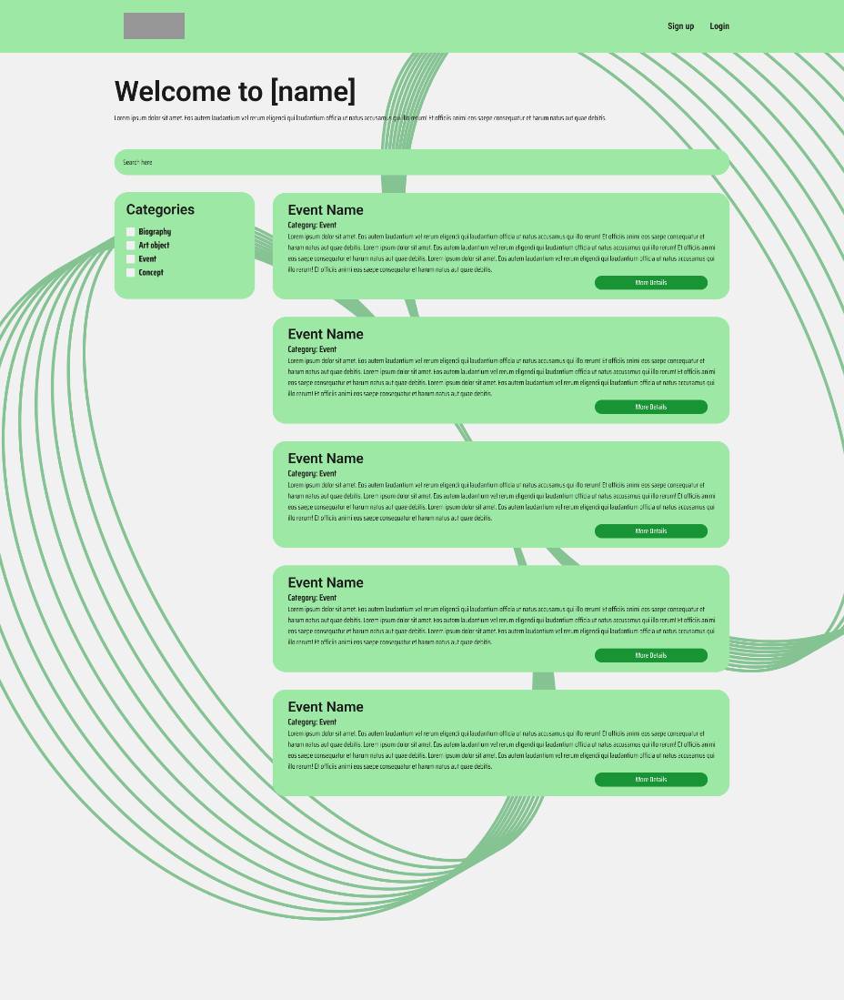 Sign up Login
Welcome to [name]
Lorem ipsum dolor sit amet. Eos autem laudantium vel rerum eligendi qui laudantium officia ut natus accusamus qui illo rerum! Et officiis animi eos saepe consequatur et harum natus aut quae debitis.
Search here
Categories
Biography
Art object
Event
Concept
Event Name
Category: Event
Lorem ipsum dolor sit amet. Eos autem laudantium vel rerum eligendi qui laudantium officia ut natus accusamus qui illo rerum! Et officiis animi eos saepe consequatur et
harum natus aut quae debitis. Lorem ipsum dolor sit amet. Eos autem laudantium vel rerum eligendi qui laudantium officia ut natus accusamus qui illo rerum! Et officiis animi
eos saepe consequatur et harum natus aut quae debitis. Lorem ipsum dolor sit amet. Eos autem laudantium vel rerum eligendi qui laudantium officia ut natus accusamus qui
illo rerum! Et officiis animi eos saepe consequatur et harum natus aut quae debitis.
More Details
Event Name
Category: Event
Lorem ipsum dolor sit amet. Eos autem laudantium vel rerum eligendi qui laudantium officia ut natus accusamus qui illo rerum! Et officiis animi eos saepe consequatur et
harum natus aut quae debitis. Lorem ipsum dolor sit amet. Eos autem laudantium vel rerum eligendi qui laudantium officia ut natus accusamus qui illo rerum! Et officiis animi
eos saepe consequatur et harum natus aut quae debitis. Lorem ipsum dolor sit amet. Eos autem laudantium vel rerum eligendi qui laudantium officia ut natus accusamus qui
illo rerum! Et officiis animi eos saepe consequatur et harum natus aut quae debitis.
More Details
Event Name
Category: Event
Lorem ipsum dolor sit amet. Eos autem laudantium vel rerum eligendi qui laudantium officia ut natus accusamus qui illo rerum! Et officiis animi eos saepe consequatur et
harum natus aut quae debitis. Lorem ipsum dolor sit amet. Eos autem laudantium vel rerum eligendi qui laudantium officia ut natus accusamus qui illo rerum! Et officiis animi
eos saepe consequatur et harum natus aut quae debitis. Lorem ipsum dolor sit amet. Eos autem laudantium vel rerum eligendi qui laudantium officia ut natus accusamus qui
illo rerum! Et officiis animi eos saepe consequatur et harum natus aut quae debitis.
More Details
Event Name
Category: Event
Lorem ipsum dolor sit amet. Eos autem laudantium vel rerum eligendi qui laudantium officia ut natus accusamus qui illo rerum! Et officiis animi eos saepe consequatur et
harum natus aut quae debitis. Lorem ipsum dolor sit amet. Eos autem laudantium vel rerum eligendi qui laudantium officia ut natus accusamus qui illo rerum! Et officiis animi
eos saepe consequatur et harum natus aut quae debitis. Lorem ipsum dolor sit amet. Eos autem laudantium vel rerum eligendi qui laudantium officia ut natus accusamus qui
illo rerum! Et officiis animi eos saepe consequatur et harum natus aut quae debitis.
More Details
Event Name
Category: Event
Lorem ipsum dolor sit amet. Eos autem laudantium vel rerum eligendi qui laudantium officia ut natus accusamus qui illo rerum! Et officiis animi eos saepe consequatur et
harum natus aut quae debitis. Lorem ipsum dolor sit amet. Eos autem laudantium vel rerum eligendi qui laudantium officia ut natus accusamus qui illo rerum! Et officiis animi
eos saepe consequatur et harum natus aut quae debitis. Lorem ipsum dolor sit amet. Eos autem laudantium vel rerum eligendi qui laudantium officia ut natus accusamus qui
illo rerum! Et officiis animi eos saepe consequatur et harum natus aut quae debitis.
More Details